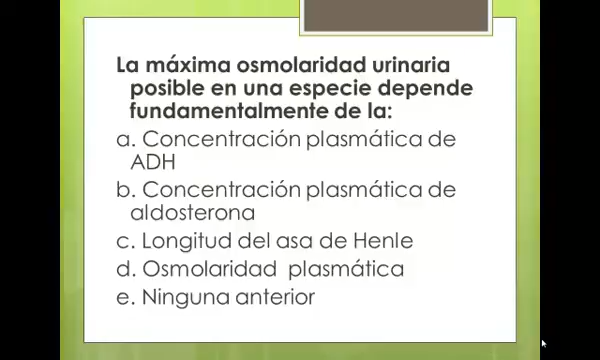 La máxima osmolaridad urinaria
posible en una especie depende
fundamentalmente de la:
a. Concentración plasmática de
ADH
b. Concentración plasmática de
aldosterona
c. Longitud del asa de Henle
d. Osmolaridad plasmática
e. Ninguna anterior